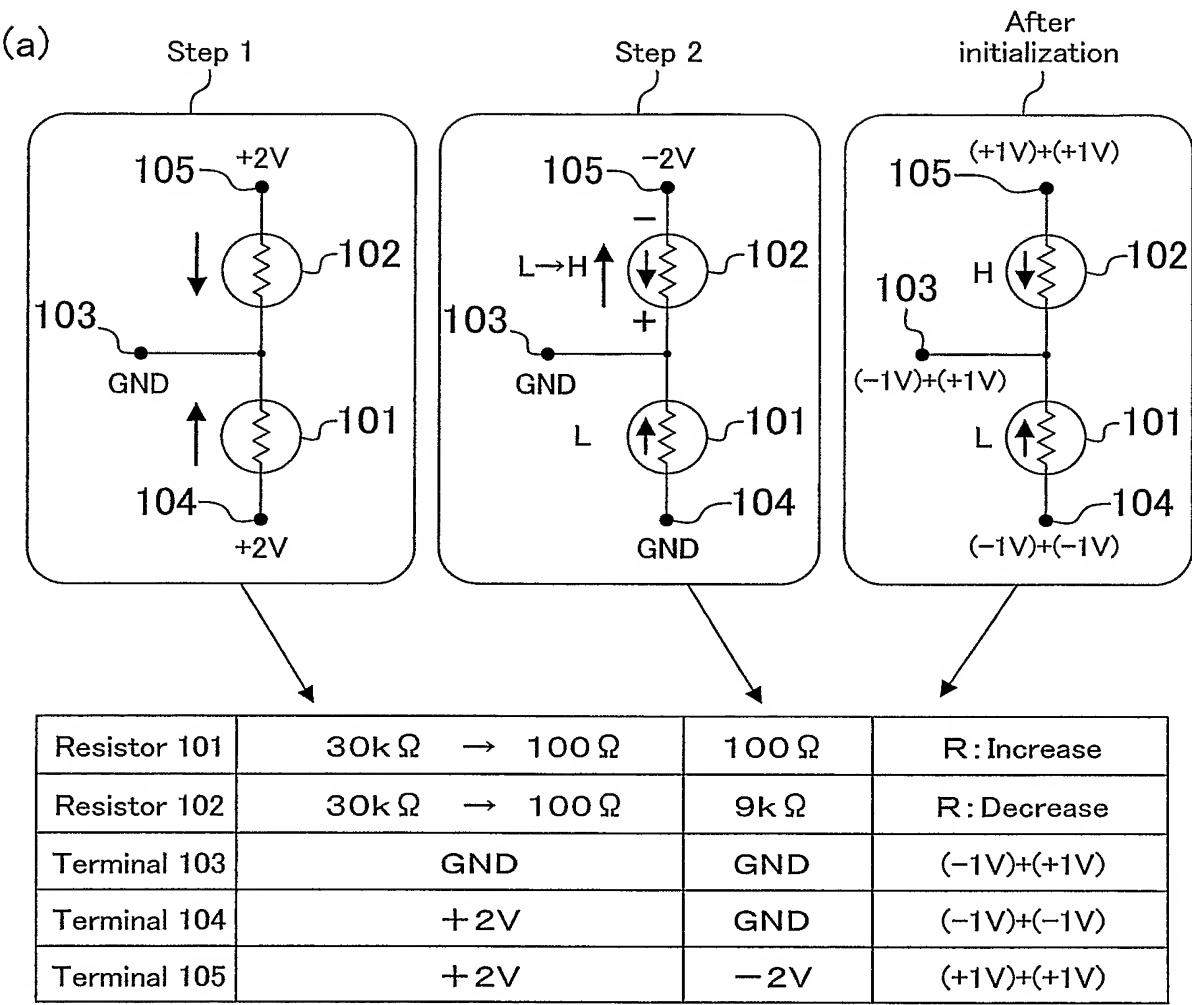 (a)
Step 1
Step 2
After
initialization
+2V
105
102
103
GND
101
104
+2V
-2V
105
−
L→H
102
+
103
GND
L
101
104
GND
(+1V)+(+1V)
105
H
102
103
(-1V)+(+1V)
L
101
104
(-1V)+(-1V)
Resistor 101 30kΩ → 100Ω 100Ω R:Increase
Resistor 102 30kΩ → 100Ω 9kΩ R:Decrease
Terminal 103 GND GND (-1V)+(+1V)
Terminal 104 +2V GND (-1V)+(-1V)
Terminal 105 +2V -2V (+1V)+(+1V)